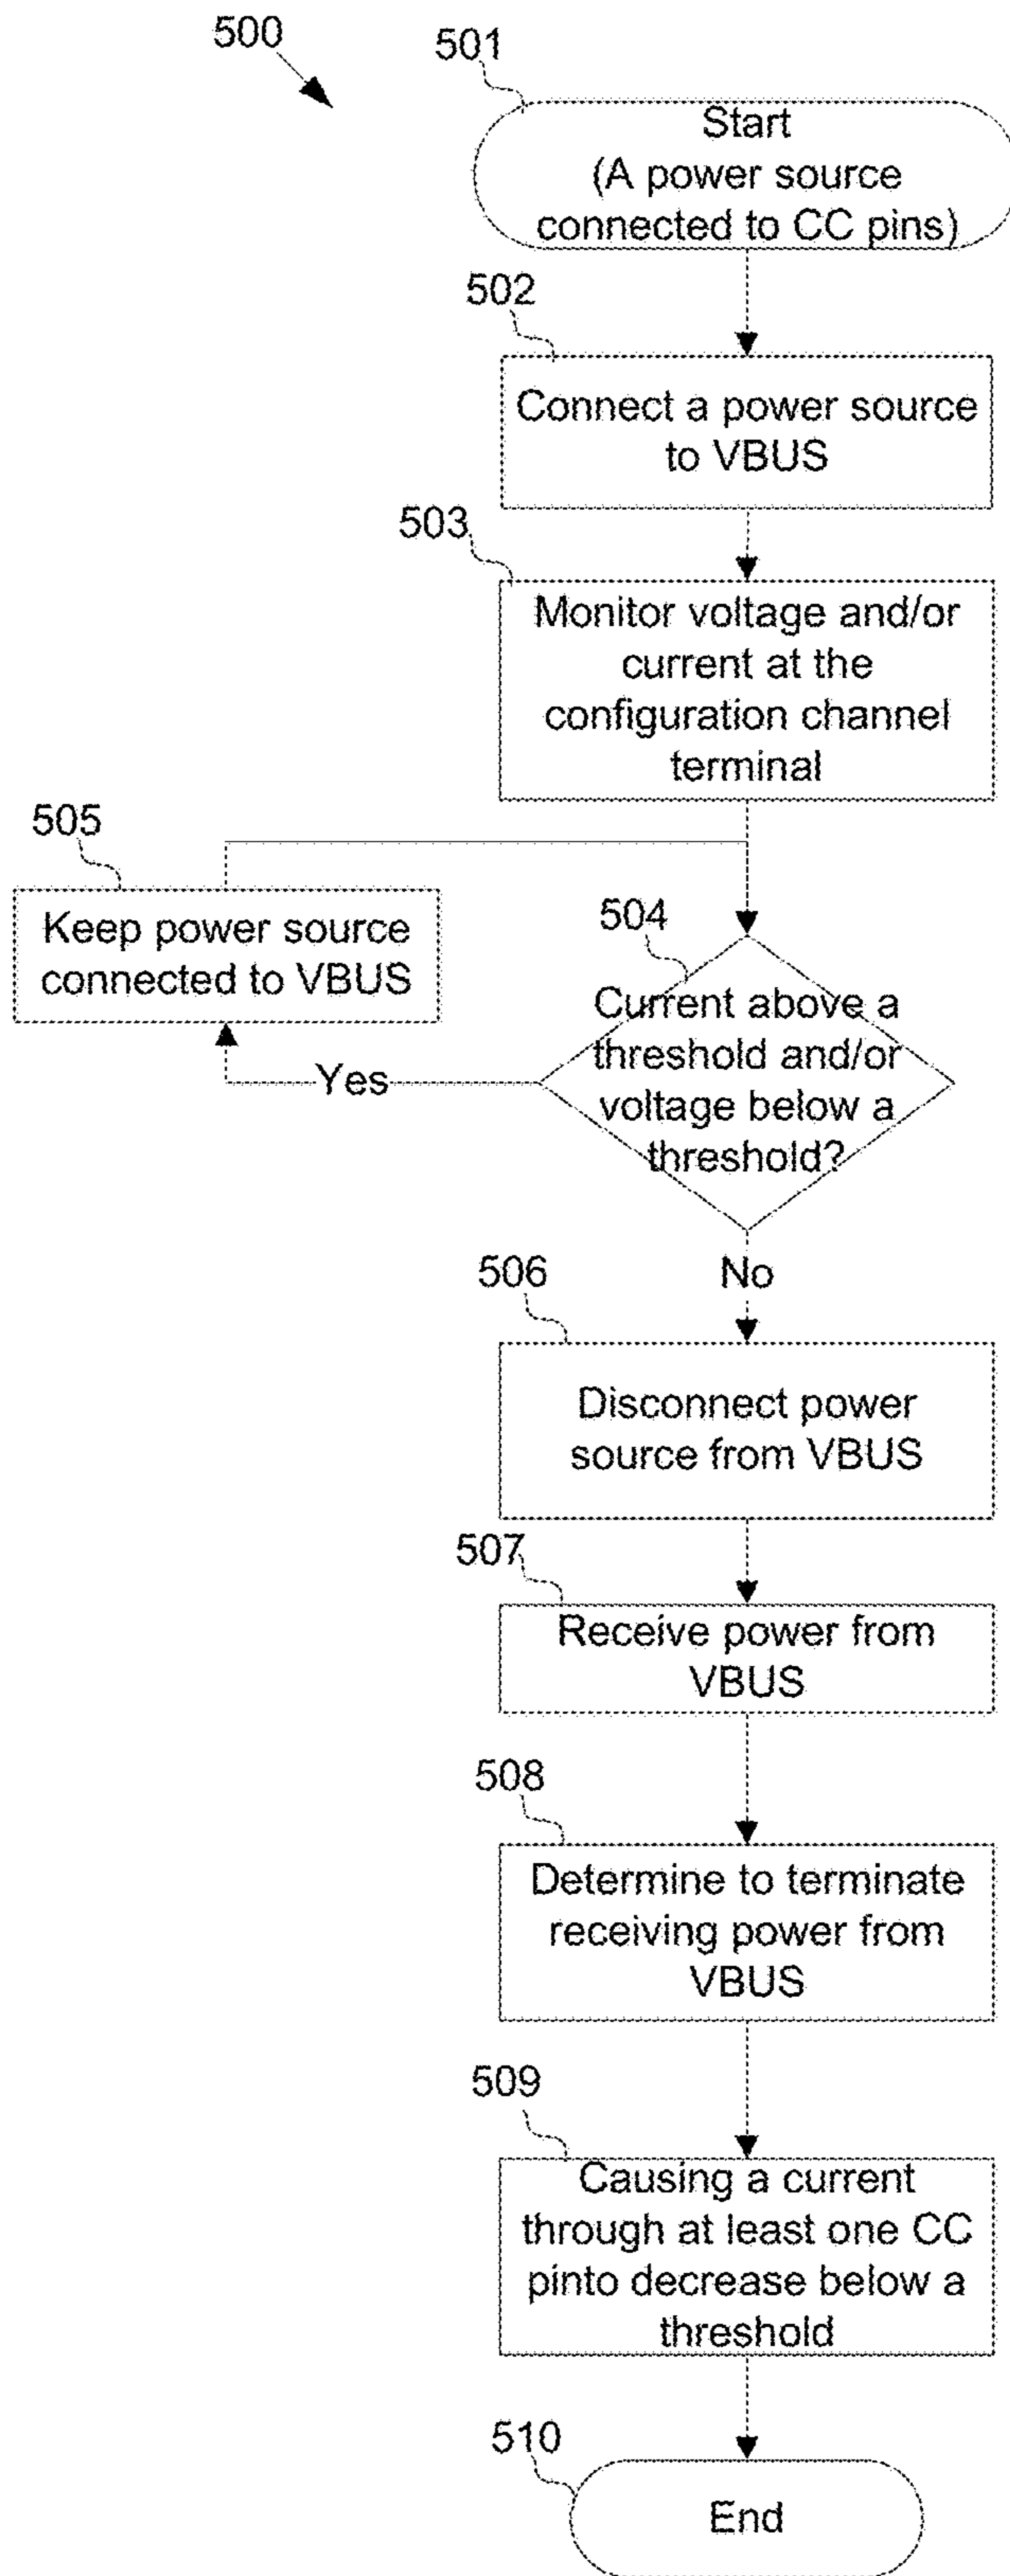 500
501
Start
(A power source
connected to CC pins)
502
Connect a power source
to VBUS
503
Monitor voltage and/or
current at the
configuration channel
terminal
505
Keep power source
connected to VBUS
504
Current above a
threshold and/or
voltage below a
threshold?
Yes
No
506
Disconnect power
source from VBUS
507
Receive power from
VBUS
508
Determine to terminate
receiving power from
VBUS
509
Causing a current
through at least one CC
pinto decrease below a
threshold
510
End